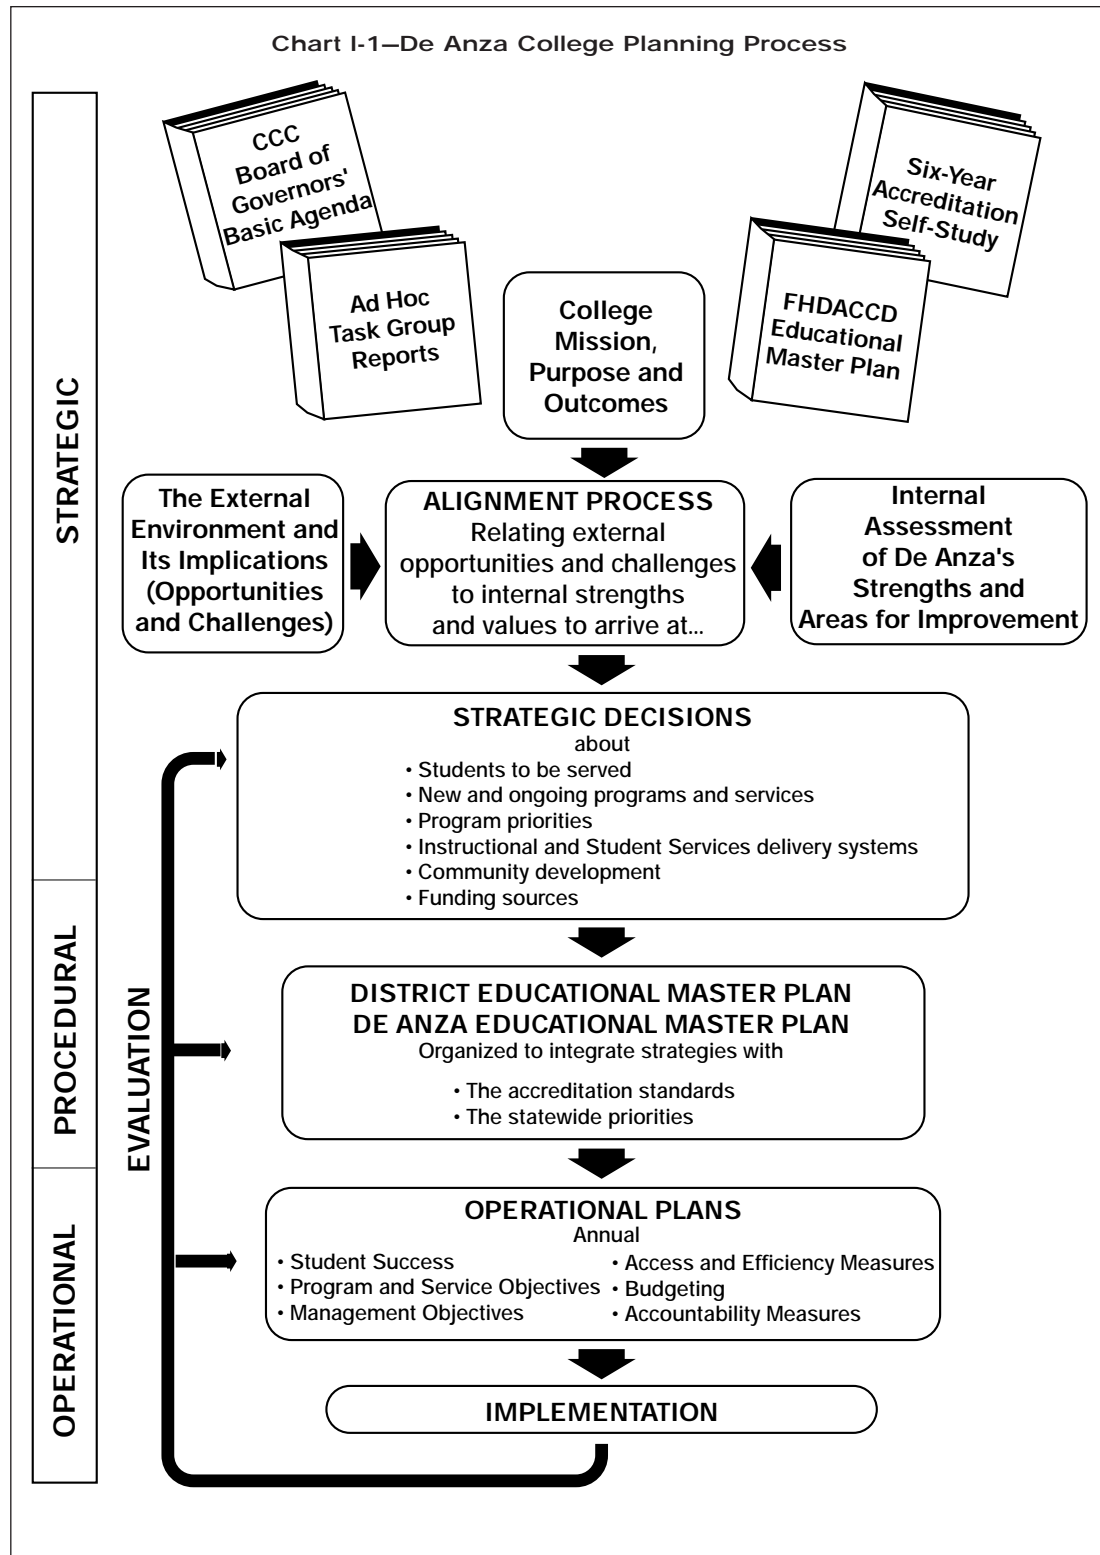 Chart I-1—De Anza College Planning Process
CCC
Board of
Governors'
Basic Agenda
Ad Hoc
Task Group
Reports
Six-Year
Accreditation
Self-Study
FHDACCD
Educational
Master Plan
College
Mission,
Purpose and
Outcomes
STRATEGIC
The External
Environment and
Its Implications
(Opportunities
and Challenges)
ALIGNMENT PROCESS
Relating external
opportunities and challenges
to internal strengths
and values to arrive at...
Internal
Assessment
of De Anza's
Strengths and
Areas for Improvement
STRATEGIC DECISIONS
about
• Students to be served
• New and ongoing programs and services
• Program priorities
• Instructional and Student Services delivery systems
• Community development
• Funding sources
PROCEDURAL
EVALUATION
DISTRICT EDUCATIONAL MASTER PLAN
DE ANZA EDUCATIONAL MASTER PLAN
Organized to integrate strategies with
• The accreditation standards
• The statewide priorities
OPERATIONAL
OPERATIONAL PLANS
Annual
• Student Success
• Program and Service Objectives
• Management Objectives
• Access and Efficiency Measures
• Budgeting
• Accountability Measures
IMPLEMENTATION